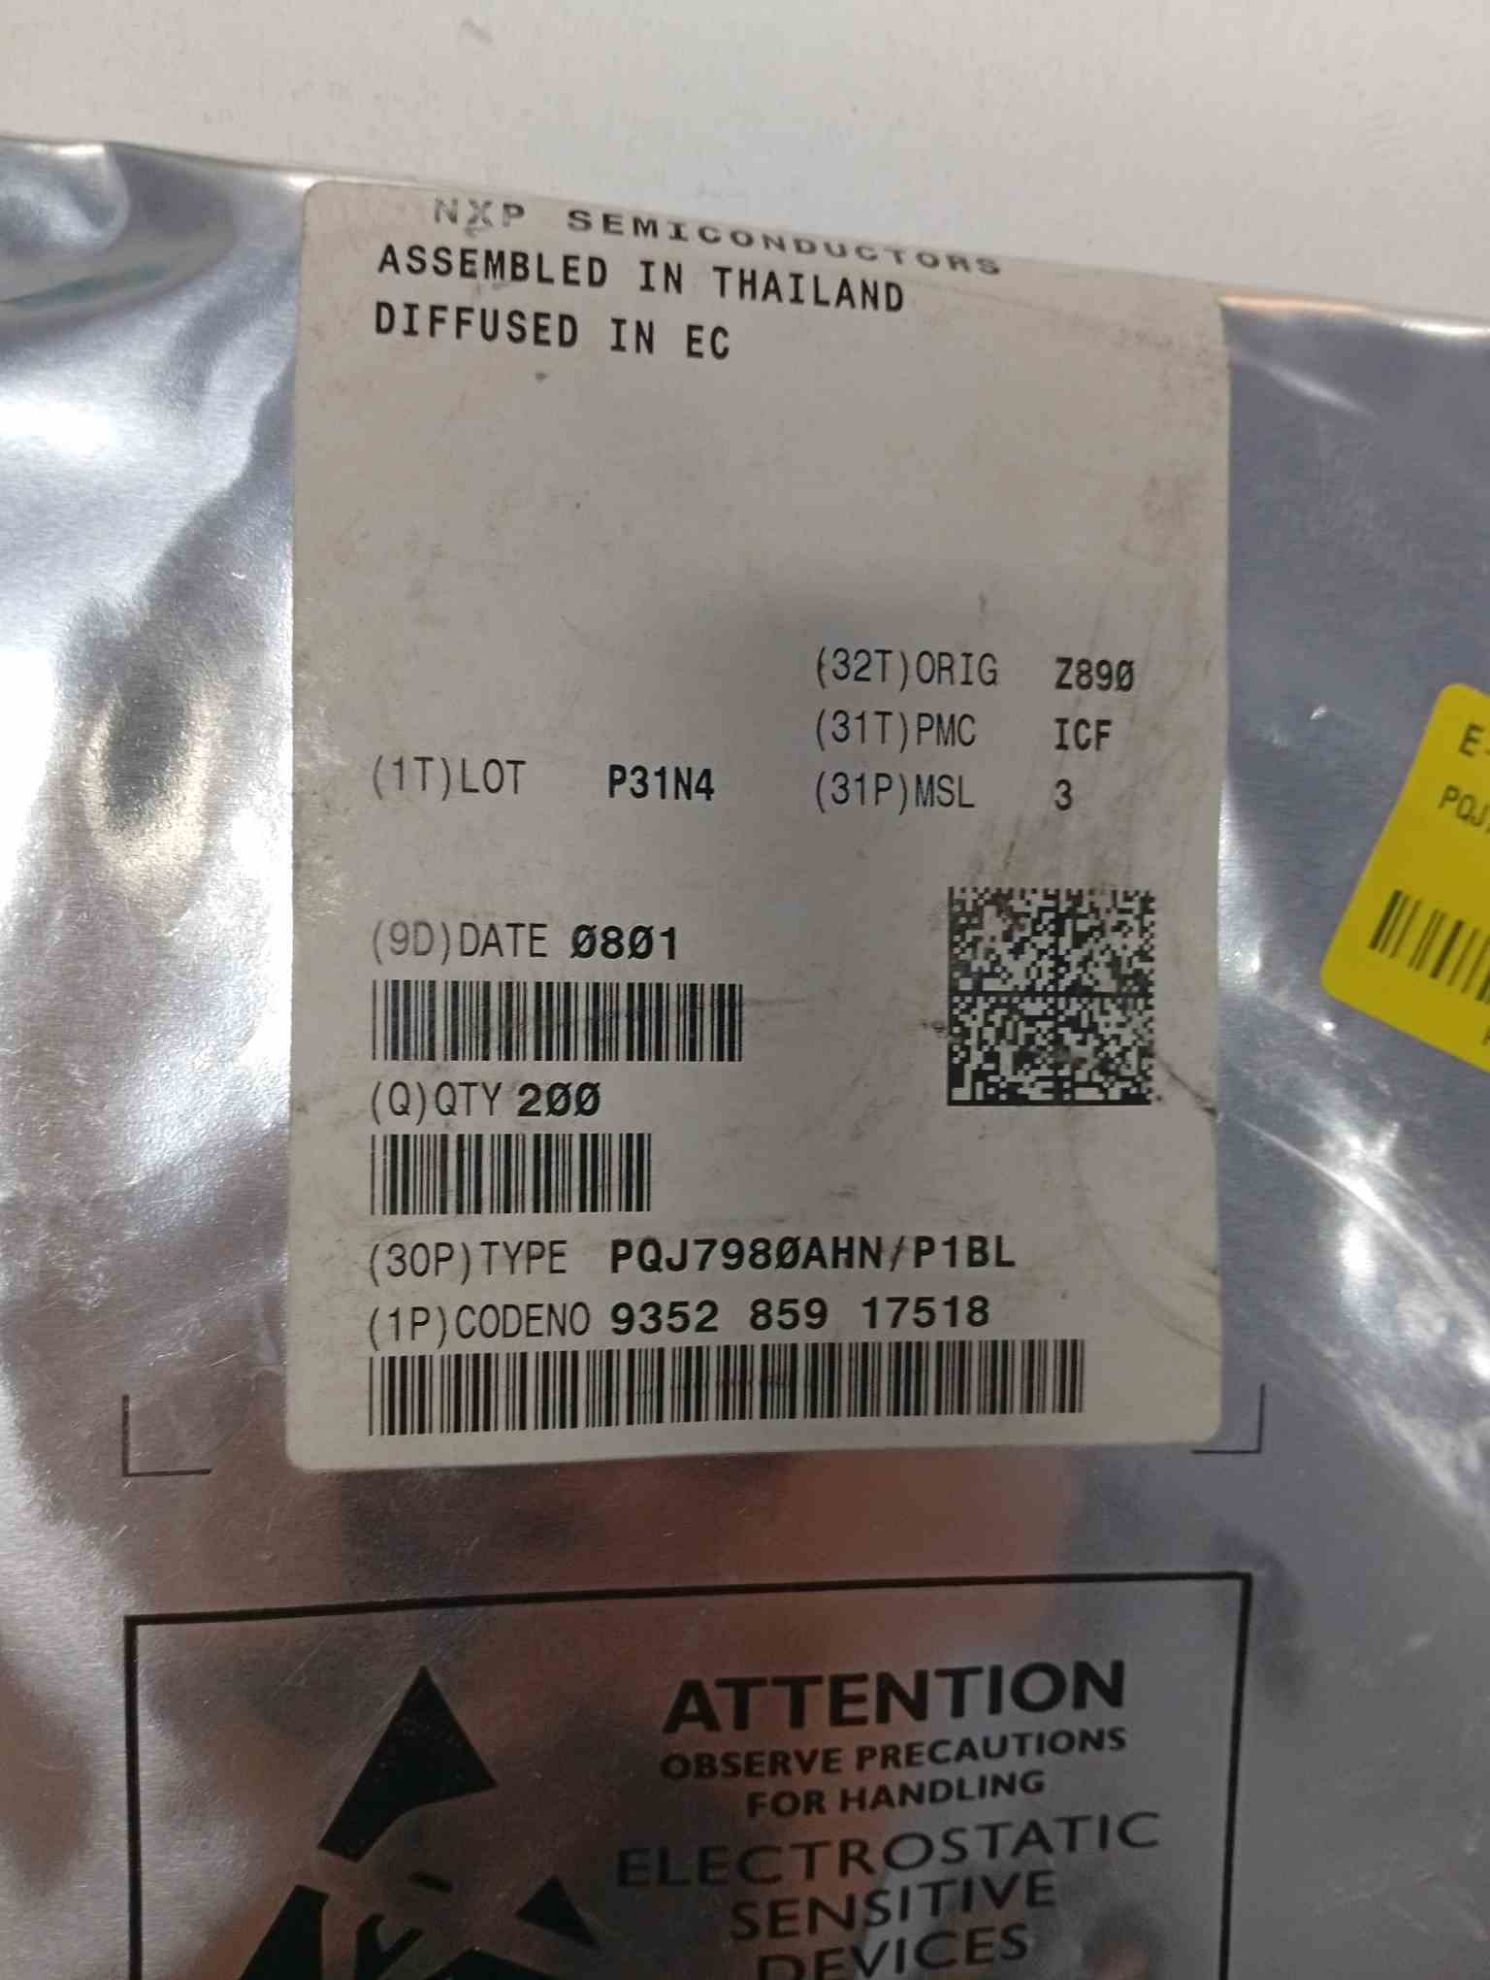 NXP SEMICONDUCTORS
ASSEMBLED IN THAILAND
DIFFUSED IN EC
(32T)ORIG Z890
(31T)PMC ICF
(1T)LOT P31N4
(31P)MSL 3
(9D)DATE 0801
(Q)QTY 200
(30P)TYPE PQJ7980AHN/P1BL
(1P)CODENO 9352 859 17518
E-
PQJ
ATTENTION
OBSERVE PRECAUTIONS
FOR HANDLING
ELECTROSTATIC
SENSITIVE
DEVICES